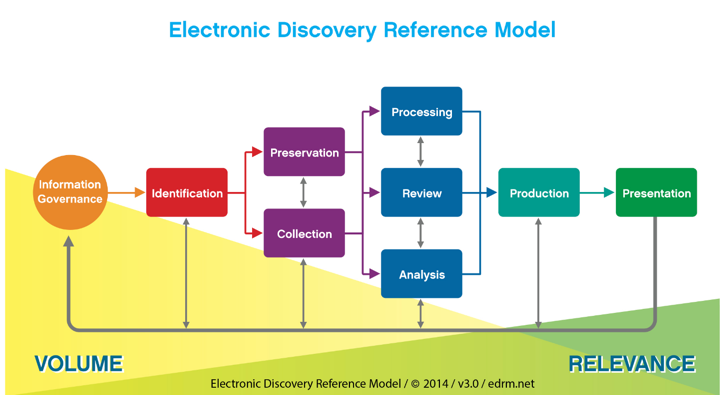 Electronic Discovery Reference Model
Processing
Preservation
Information
Governance
Identification
Review
Production
Presentation
Collection
Analysis
VOLUME
RELEVANCE
Electronic Discovery Reference Model / © 2014 / v3.0 / edrm.net